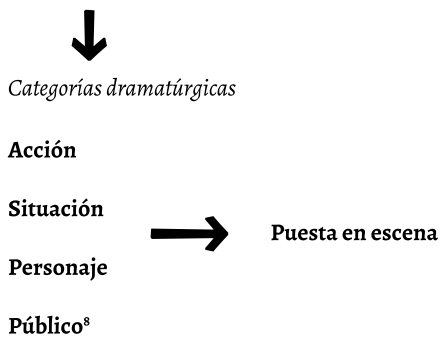 Categorías dramatúrgicas
Acción
Situación
Puesta en escena
Personaje
Público⁸